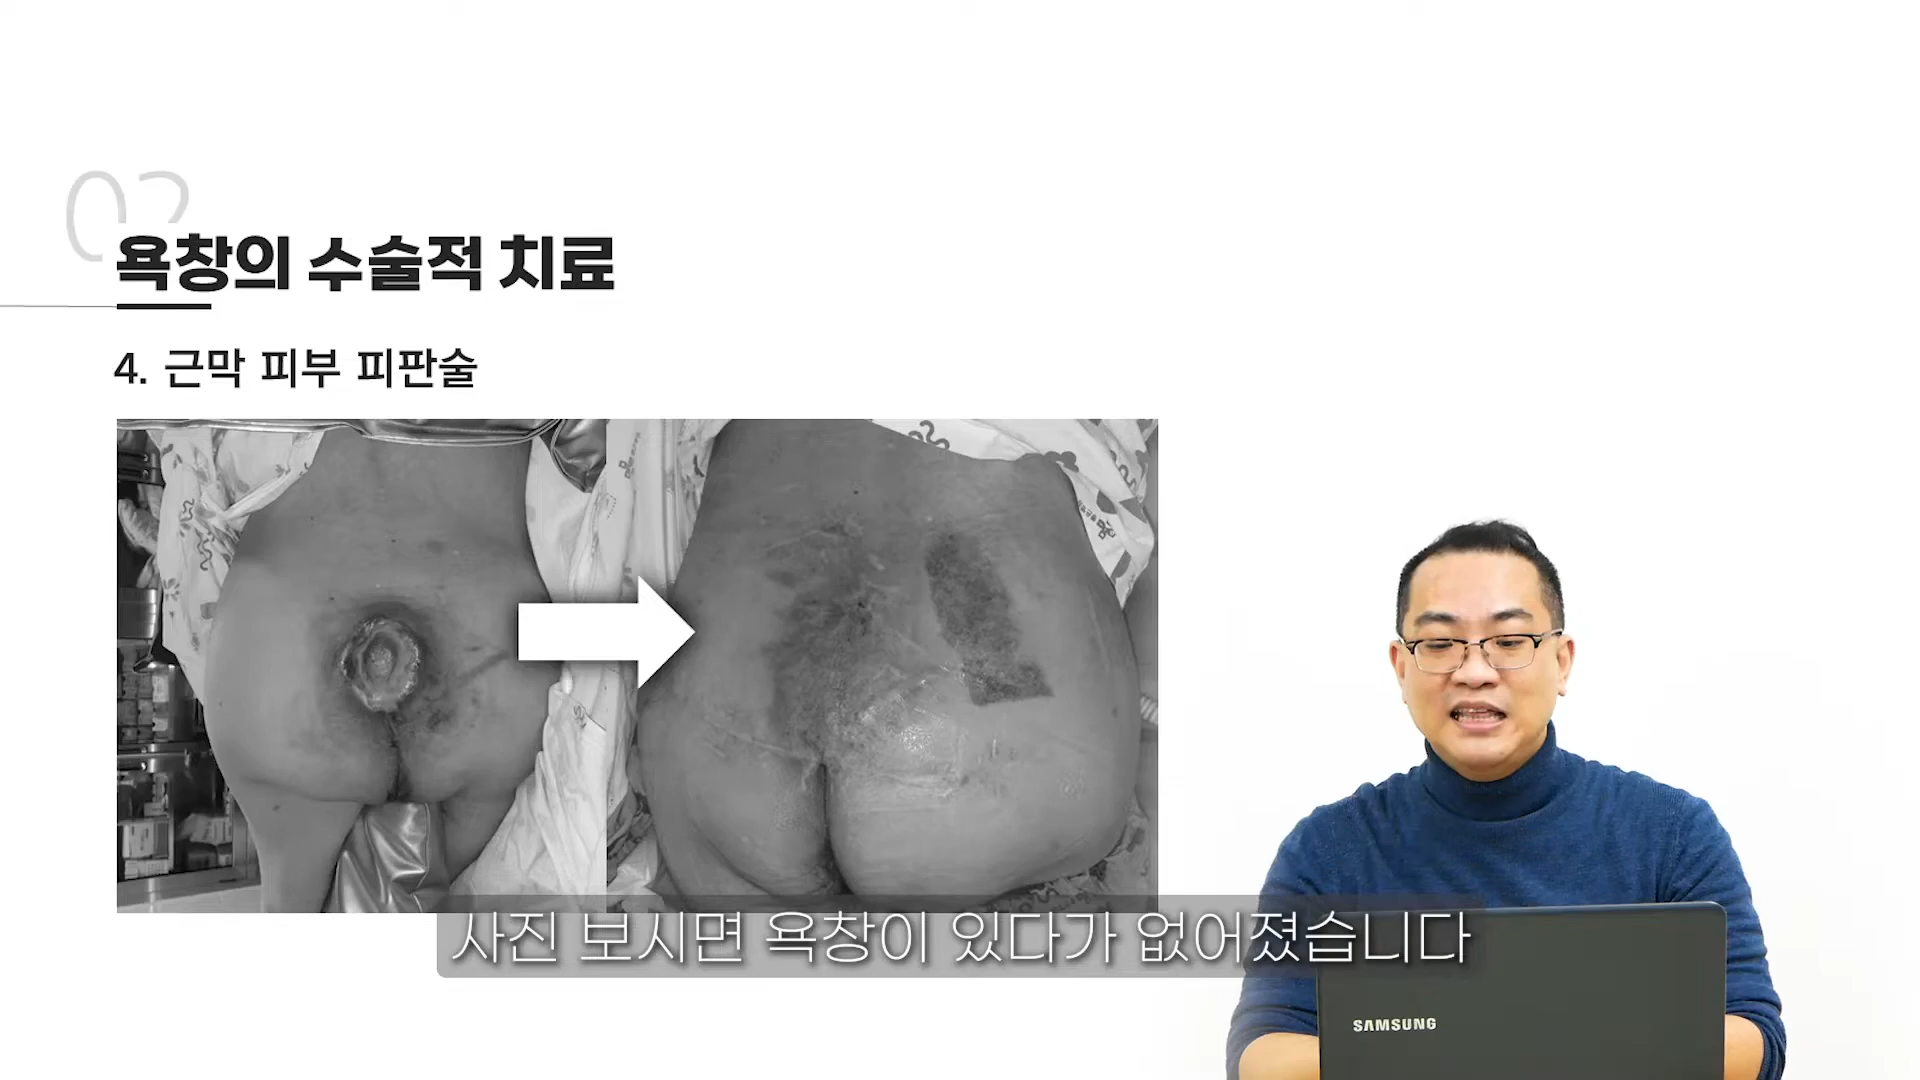 02
욕창의 수술적 치료
4. 근막 피부 피판술
사진 보시면 욕창이 있다가 없어졌습니다
SAMSUNG